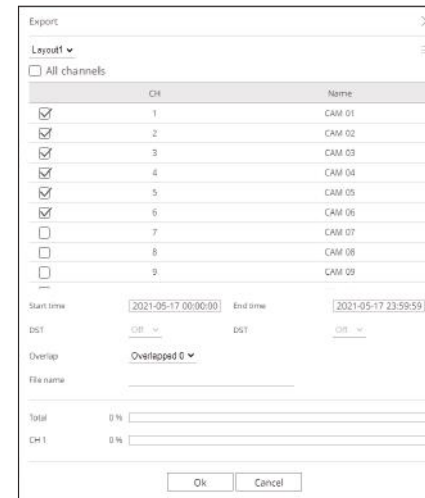 Export
Layout1
All channels
CH Name
1 CAM 01
2 CAM 02
3 CAM 03
4 CAM 04
5 CAM 05
6 CAM 06
7 CAM 07
8 CAM 08
9 CAM 09
Start time 2021-05-17 00:00:00 End time 2021-05-17 23:59:59
DST Off DST Off
Overlap Overlapped 0
File name
Total 0 %
CH 1 0 %
Ok Cancel